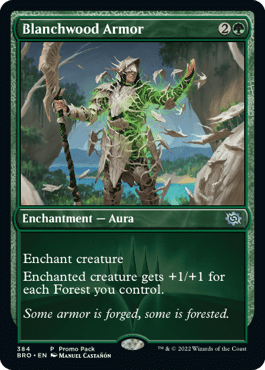 Blanchwood Armor 2
Enchantment — Aura
Enchant creature
Enchanted creature gets +1/+1 for
each Forest you control.
Some armor is forged, some is forested.
384 P Promo Pack
BRO • EN Manuel Castañón
™ & © 2022 Wizards of the Coast